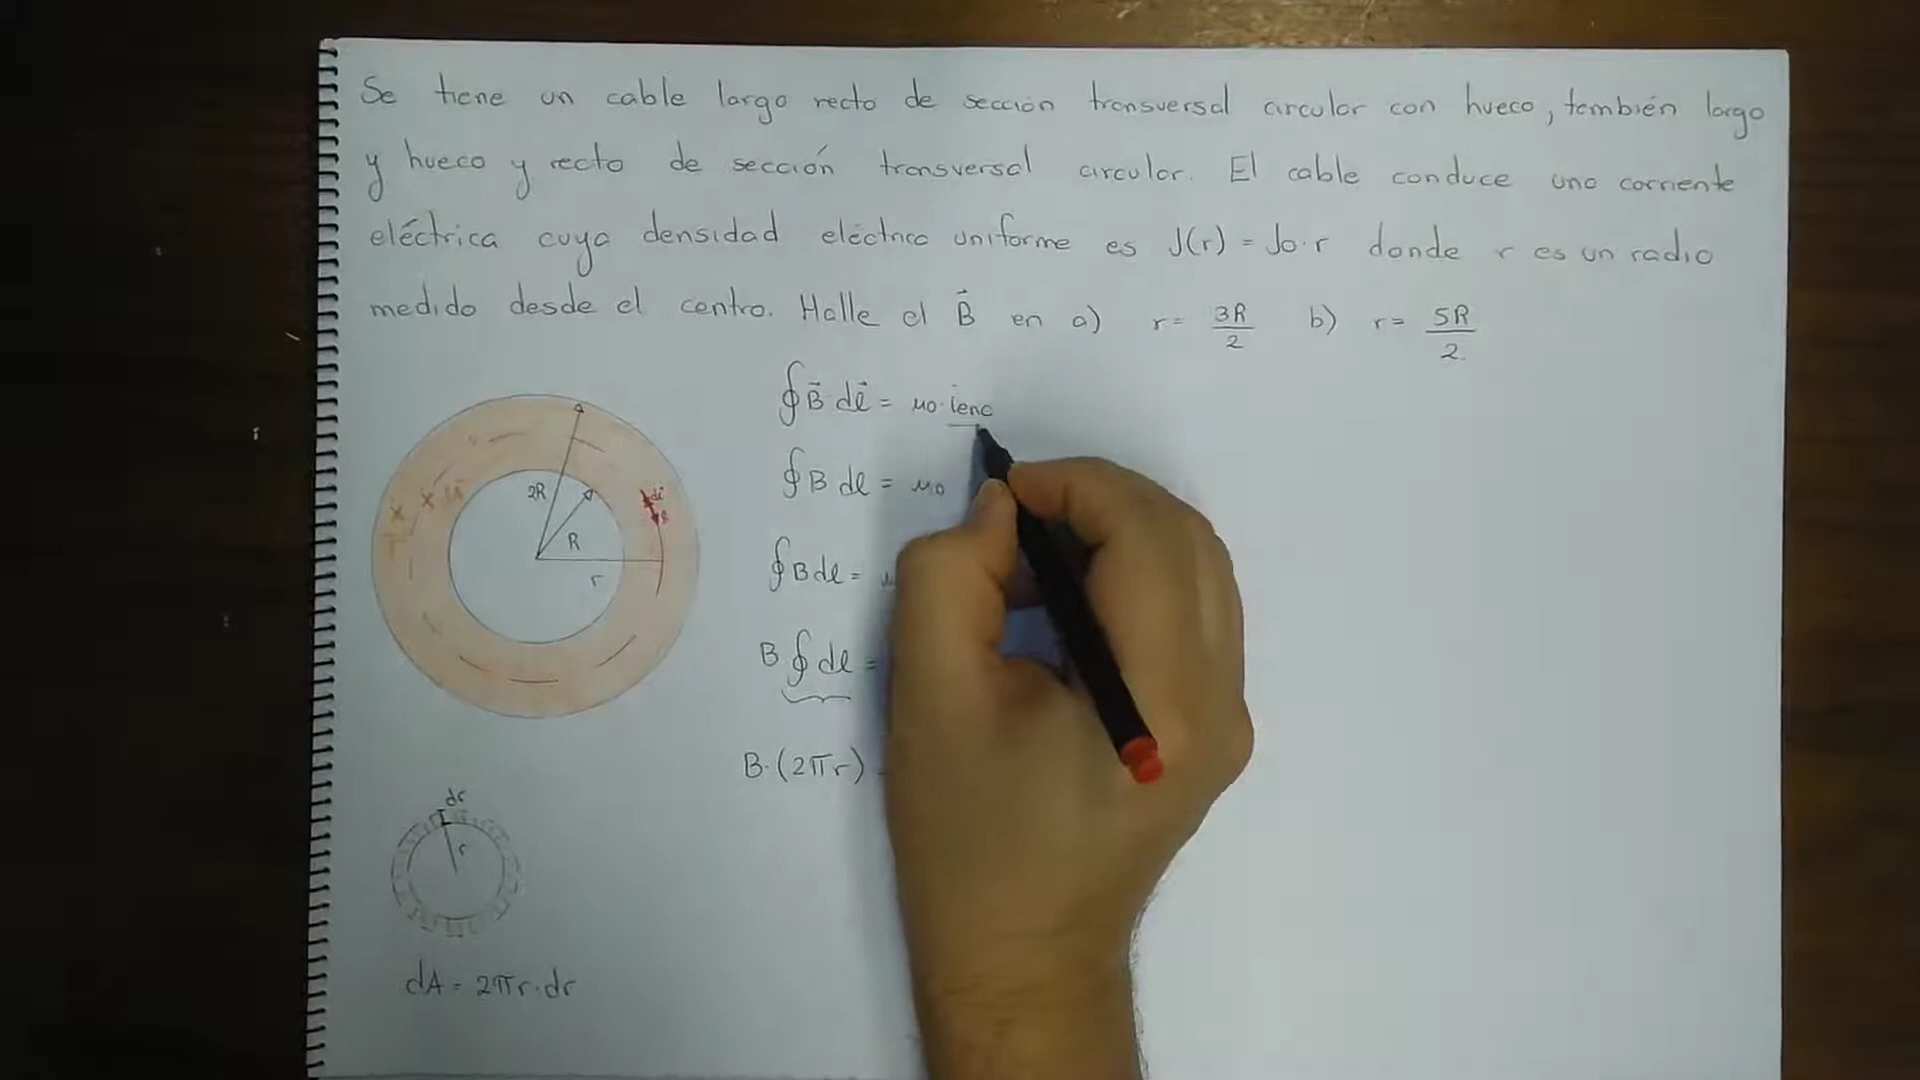 Se tiene un cable largo recto de sección transversal circular con hueco, también largo
y hueco y recto de sección transversal circular. El cable conduce una corriente
eléctrica cuya densidad eléctrica uniforme es J(r) = Jo·r donde r es un radio
medido desde el centro. Halle el B⃗ en a) r = 3R/2 b) r = 5R/2.
∮B⃗·dl⃗ = μo·ienc
∮B dl = μo
∮B dl =
B∮dl =
B·(2πr)
2R
R
r
dr
r
dA = 2πr·dr